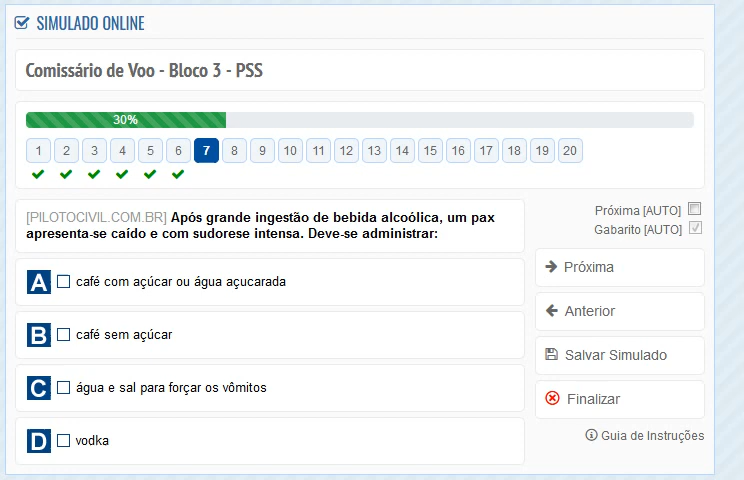 SIMULADO ONLINE
Comissário de Voo - Bloco 3 - PSS
30%
1 2 3 4 5 6 7 8 9 10 11 12 13 14 15 16 17 18 19 20
[PILOTOCIVIL.COM.BR] Após grande ingestão de bebida alcoólica, um pax
apresenta-se caído e com sudorese intensa. Deve-se administrar:
A café com açúcar ou água açucarada
B café sem açúcar
C água e sal para forçar os vômitos
D vodka
Próxima [AUTO]
Gabarito [AUTO]
Próxima
Anterior
Salvar Simulado
Finalizar
Guia de Instruções